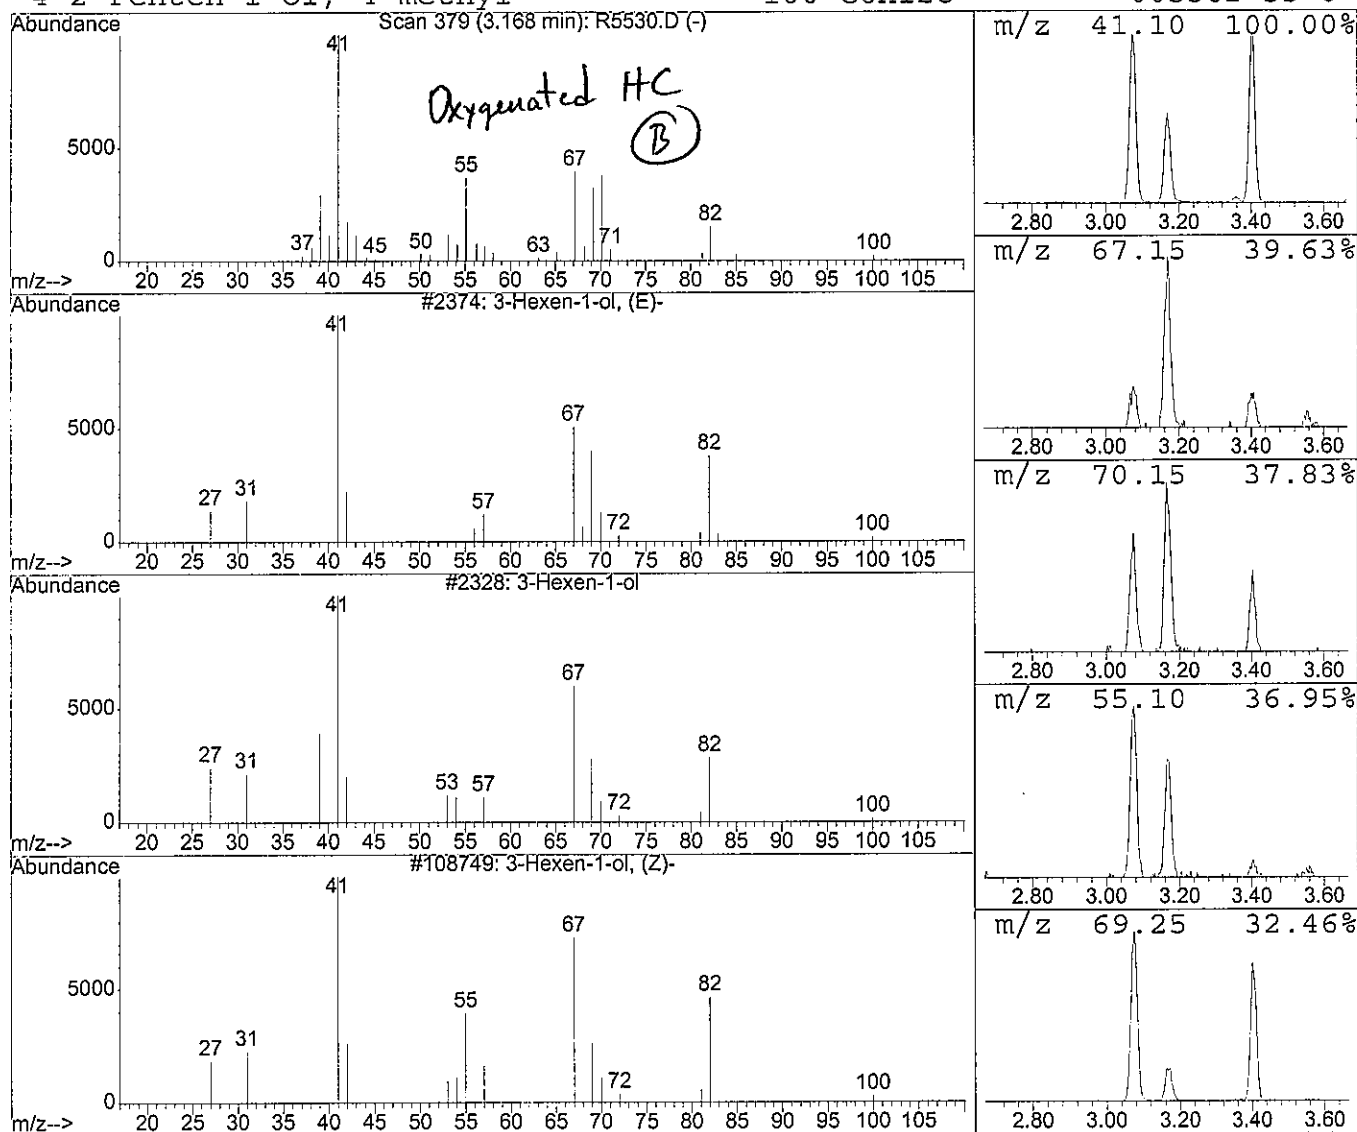 Abundance
Scan 379 (3.168 min): R5530.D (-)
41
Oxygenated HC
B
5000
55
67
82
37
45
50
63
71
100
0
m/z--> 20 25 30 35 40 45 50 55 60 65 70 75 80 85 90 95 100 105
Abundance
#2374: 3-Hexen-1-ol, (E)-
41
67
5000
82
27
31
57
72
100
0
m/z--> 20 25 30 35 40 45 50 55 60 65 70 75 80 85 90 95 100 105
Abundance
#2328: 3-Hexen-1-ol
41
67
5000
82
27
31
53
57
72
100
0
m/z--> 20 25 30 35 40 45 50 55 60 65 70 75 80 85 90 95 100 105
Abundance
#108749: 3-Hexen-1-ol, (Z)-
41
67
5000
55
82
27
31
72
100
0
m/z--> 20 25 30 35 40 45 50 55 60 65 70 75 80 85 90 95 100 105
m/z 41.10 100.00%
2.80 3.00 3.20 3.40 3.60
m/z 67.15 39.63%
2.80 3.00 3.20 3.40 3.60
m/z 70.15 37.83%
2.80 3.00 3.20 3.40 3.60
m/z 55.10 36.95%
2.80 3.00 3.20 3.40 3.60
m/z 69.25 32.46%
2.80 3.00 3.20 3.40 3.60